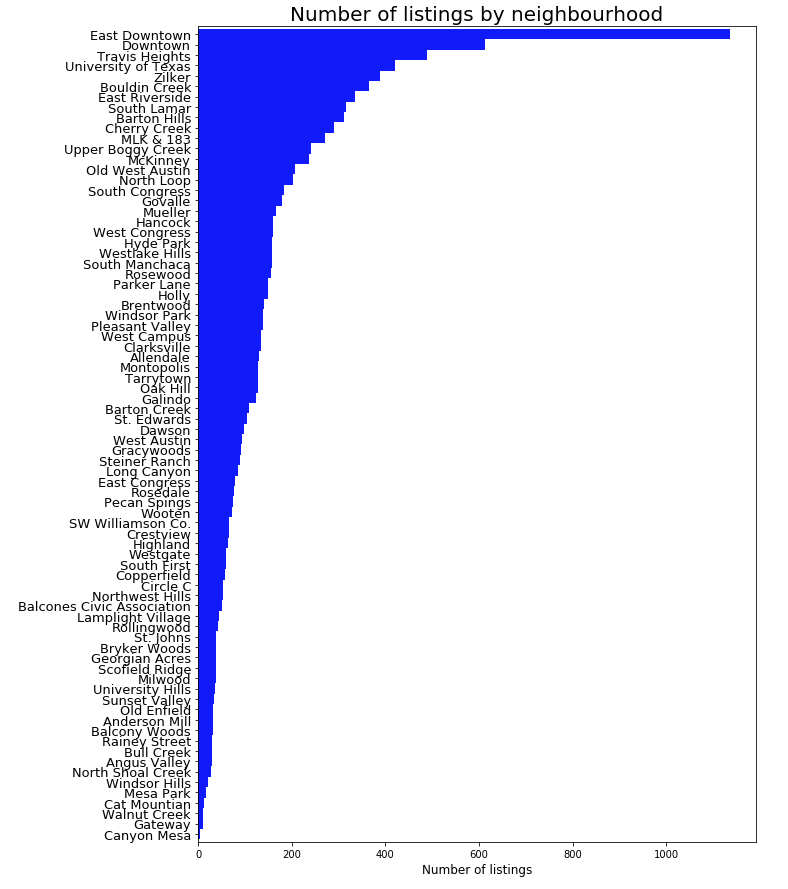 Number of listings by neighbourhood
East Downtown
Downtown
Travis Heights
University of Texas
Zilker
Bouldin Creek
East Riverside
South Lamar
Barton Hills
Cherry Creek
MLK & 183
Upper Boggy Creek
McKinney
Old West Austin
North Loop
South Congress
Govalle
Mueller
Hancock
West Congress
Hyde Park
Westlake Hills
South Manchaca
Rosewood
Parker Lane
Holly
Brentwood
Windsor Park
Pleasant Valley
West Campus
Clarksville
Allendale
Montopolis
Tarrytown
Oak Hill
Galindo
Barton Creek
St. Edwards
Dawson
West Austin
Gracywoods
Steiner Ranch
Long Canyon
East Congress
Rosedale
Pecan Spings
Wooten
SW Williamson Co.
Crestview
Highland
Westgate
South First
Copperfield
Circle C
Northwest Hills
Balcones Civic Association
Lamplight Village
Rollingwood
St. Johns
Bryker Woods
Georgian Acres
Scofield Ridge
Milwood
University Hills
Sunset Valley
Old Enfield
Anderson Mill
Balcony Woods
Rainey Street
Bull Creek
Angus Valley
North Shoal Creek
Windsor Hills
Mesa Park
Cat Mountian
Walnut Creek
Gateway
Canyon Mesa
0 200 400 600 800 1000
Number of listings